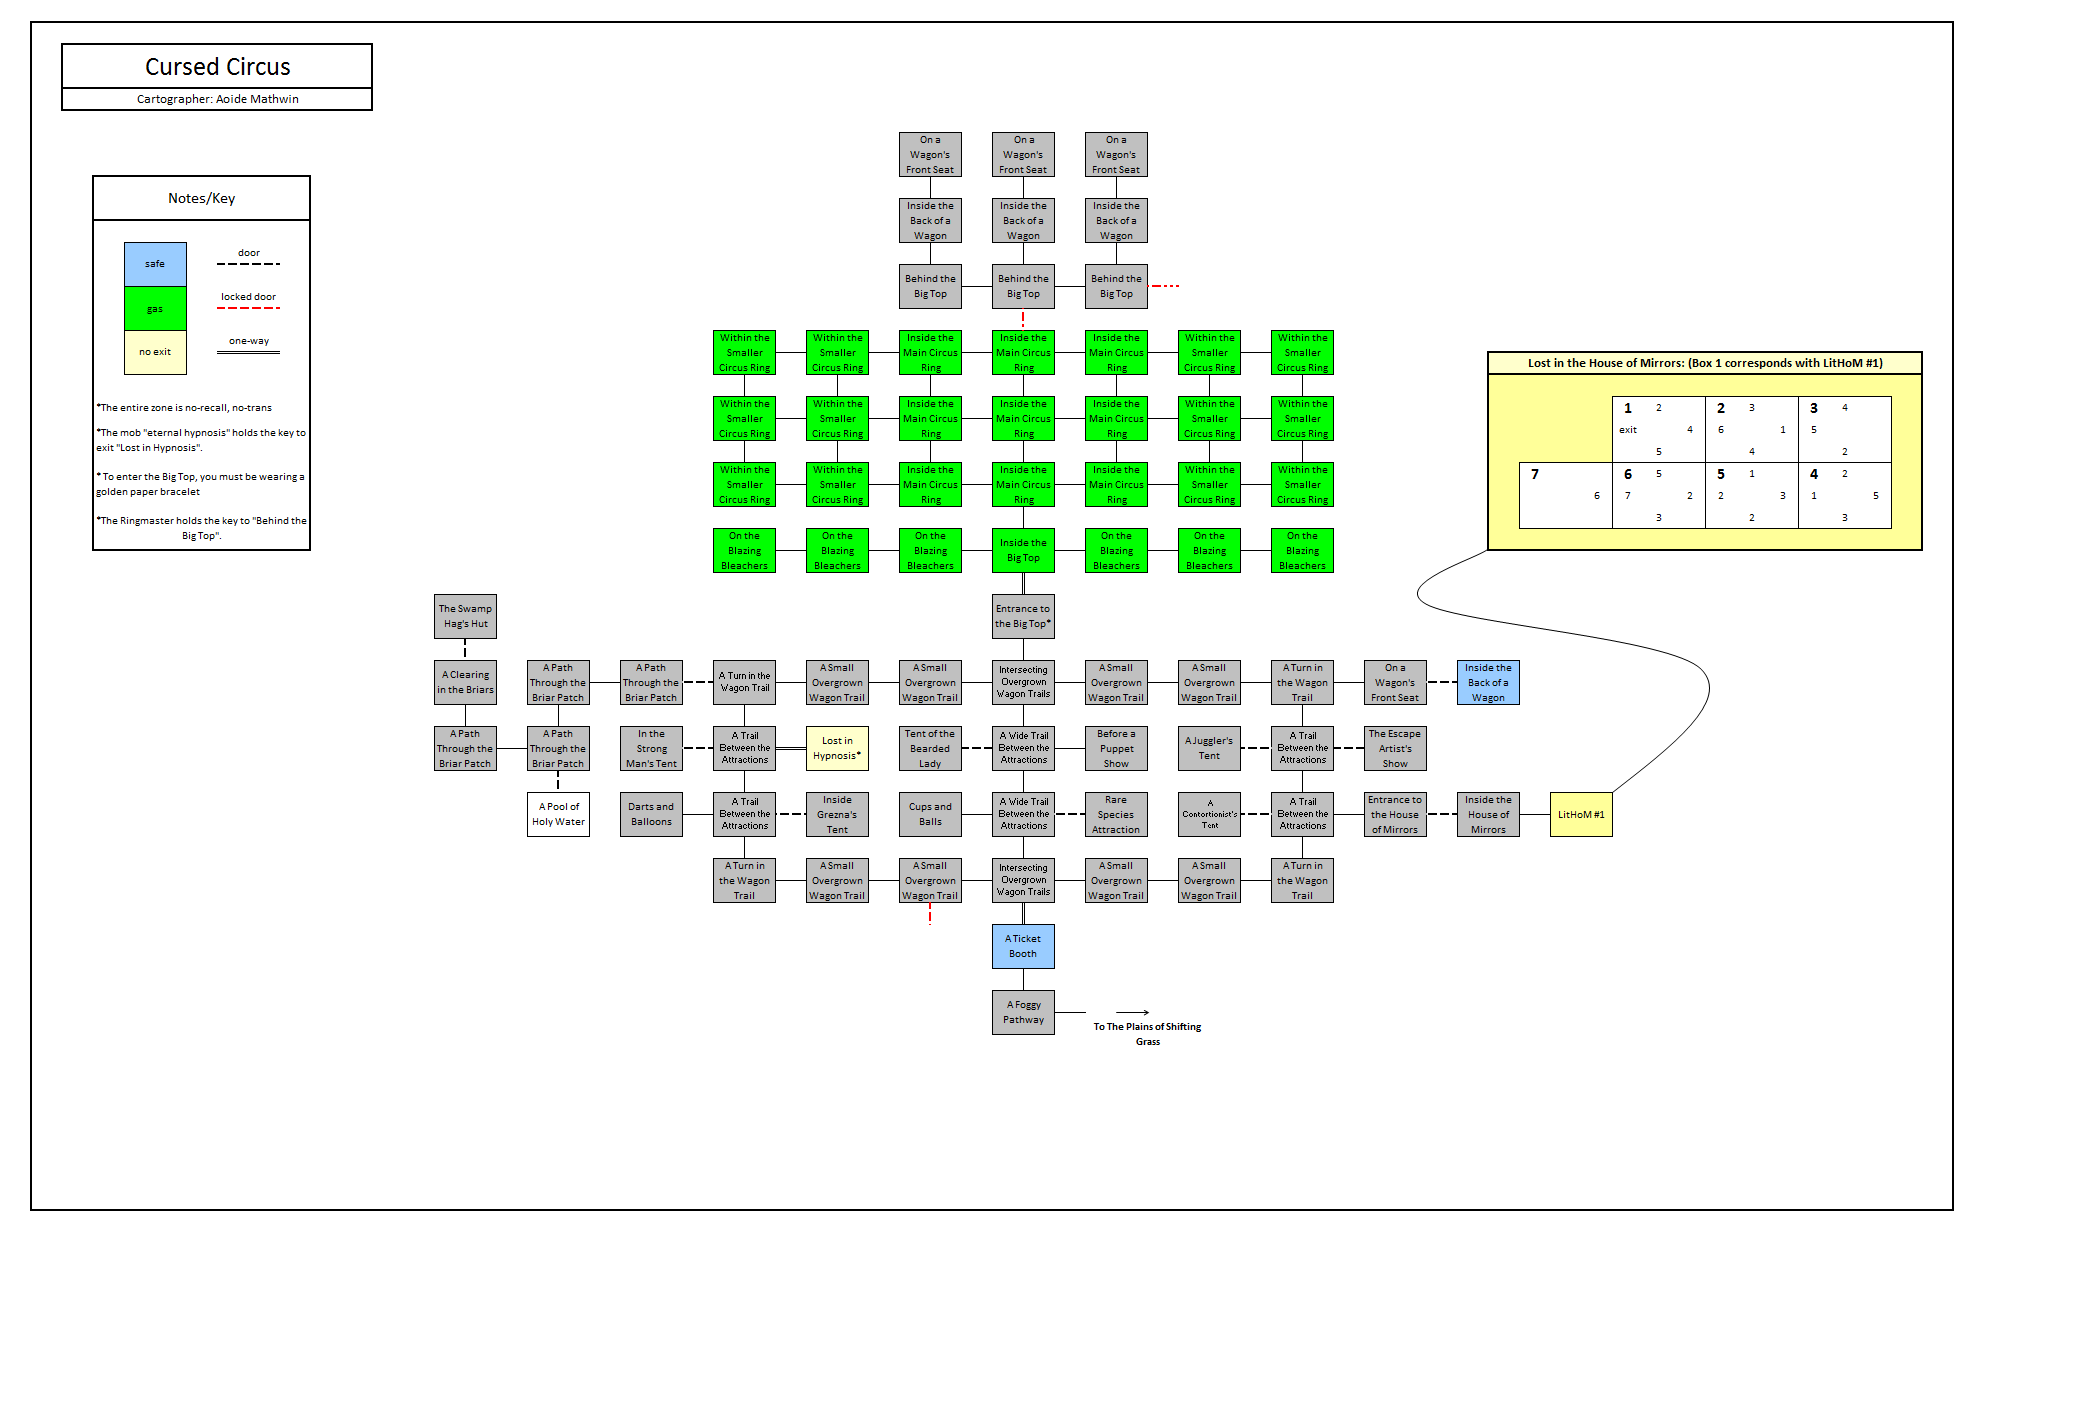 Cursed Circus
Cartographer: Aoide Mathwin
Notes/Key
safe
door
gas
locked door
no exit
one-way
*The entire zone is no-recall, no-trans
*The mob "eternal hypnosis" holds the key to
exit "Lost in Hypnosis".
* To enter the Big Top, you must be wearing a
golden paper bracelet
*The Ringmaster holds the key to "Behind the
Big Top".
On a
Wagon's
Front Seat
On a
Wagon's
Front Seat
On a
Wagon's
Front Seat
Inside the
Back of a
Wagon
Inside the
Back of a
Wagon
Inside the
Back of a
Wagon
Behind the
Big Top
Behind the
Big Top
Behind the
Big Top
Within the
Smaller
Circus Ring
Within the
Smaller
Circus Ring
Inside the
Main Circus
Ring
Inside the
Main Circus
Ring
Inside the
Main Circus
Ring
Within the
Smaller
Circus Ring
Within the
Smaller
Circus Ring
Within the
Smaller
Circus Ring
Within the
Smaller
Circus Ring
Inside the
Main Circus
Ring
Inside the
Main Circus
Ring
Inside the
Main Circus
Ring
Within the
Smaller
Circus Ring
Within the
Smaller
Circus Ring
Within the
Smaller
Circus Ring
Within the
Smaller
Circus Ring
Inside the
Main Circus
Ring
Inside the
Main Circus
Ring
Inside the
Main Circus
Ring
Within the
Smaller
Circus Ring
Within the
Smaller
Circus Ring
On the
Blazing
Bleachers
On the
Blazing
Bleachers
On the
Blazing
Bleachers
Inside the
Big Top
On the
Blazing
Bleachers
On the
Blazing
Bleachers
On the
Blazing
Bleachers
Lost in the House of Mirrors: (Box 1 corresponds with LitHoM #1)
1 2
exit 4
5
2 3
6 1
4
3 4
5
2
7
6
6 5
7 2
3
5 1
2 3
2
4 2
1 5
3
The Swamp
Hag's Hut
Entrance to
the Big Top*
A Clearing
in the Briars
A Path
Through the
Briar Patch
A Path
Through the
Briar Patch
A Turn in the
Wagon Trail
A Small
Overgrown
Wagon Trail
A Small
Overgrown
Wagon Trail
Intersecting
Overgrown
Wagon Trails
A Small
Overgrown
Wagon Trail
A Small
Overgrown
Wagon Trail
A Turn in
the Wagon
Trail
On a
Wagon's
Front Seat
Inside the
Back of a
Wagon
A Path
Through the
Briar Patch
A Path
Through the
Briar Patch
In the
Strong
Man's Tent
A Trail
Between the
Attractions
Lost in
Hypnosis*
Tent of the
Bearded
Lady
A Wide Trail
Between the
Attractions
Before a
Puppet
Show
A Juggler's
Tent
A Trail
Between the
Attractions
The Escape
Artist's
Show
A Pool of
Holy Water
Darts and
Balloons
A Trail
Between the
Attractions
Inside
Grezna's
Tent
Cups and
Balls
A Wide Trail
Between the
Attractions
Rare
Species
Attraction
A
Contortionist's
Tent
A Trail
Between the
Attractions
Entrance to
the House
of Mirrors
Inside the
House of
Mirrors
LitHoM #1
A Turn in
the Wagon
Trail
A Small
Overgrown
Wagon Trail
A Small
Overgrown
Wagon Trail
Intersecting
Overgrown
Wagon Trails
A Small
Overgrown
Wagon Trail
A Small
Overgrown
Wagon Trail
A Turn in
the Wagon
Trail
A Ticket
Booth
A Foggy
Pathway
To The Plains of Shifting
Grass